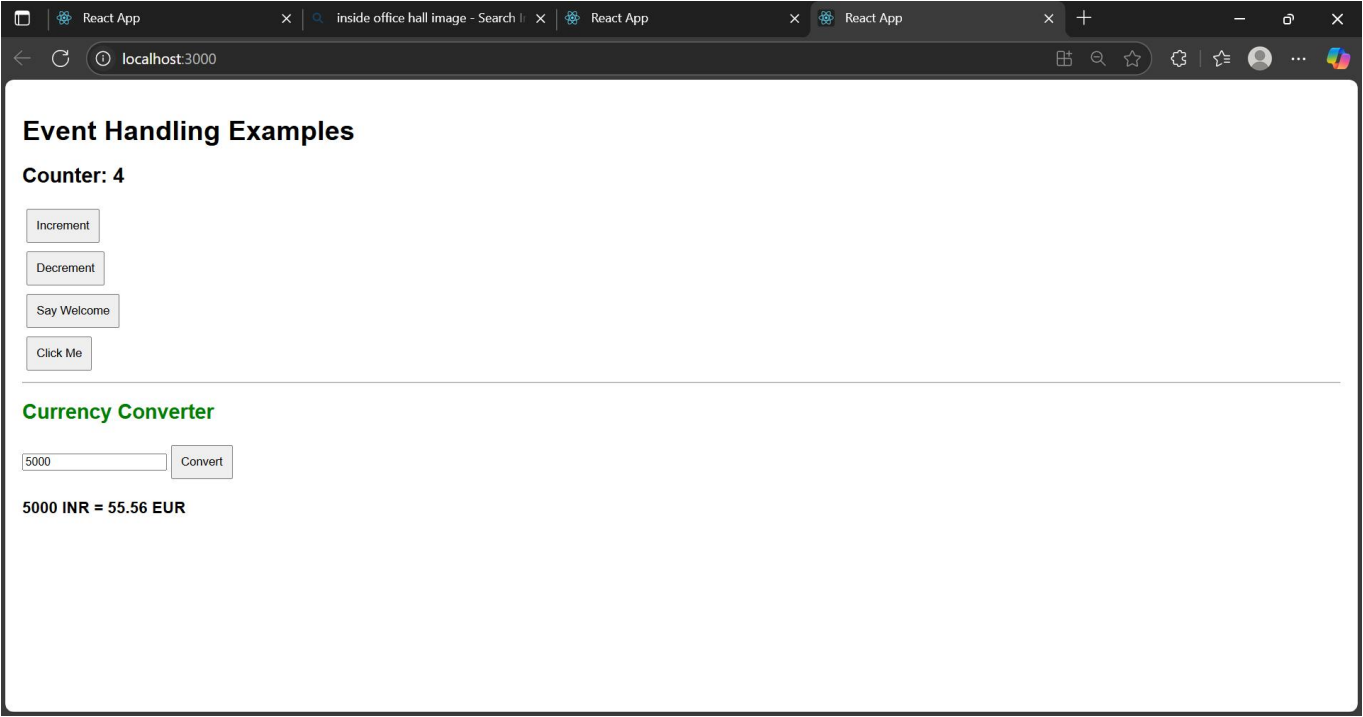 React App
inside office hall image - Search I
React App
React App
localhost:3000
Event Handling Examples
Counter: 4
Increment
Decrement
Say Welcome
Click Me
Currency Converter
5000 Convert
5000 INR = 55.56 EUR